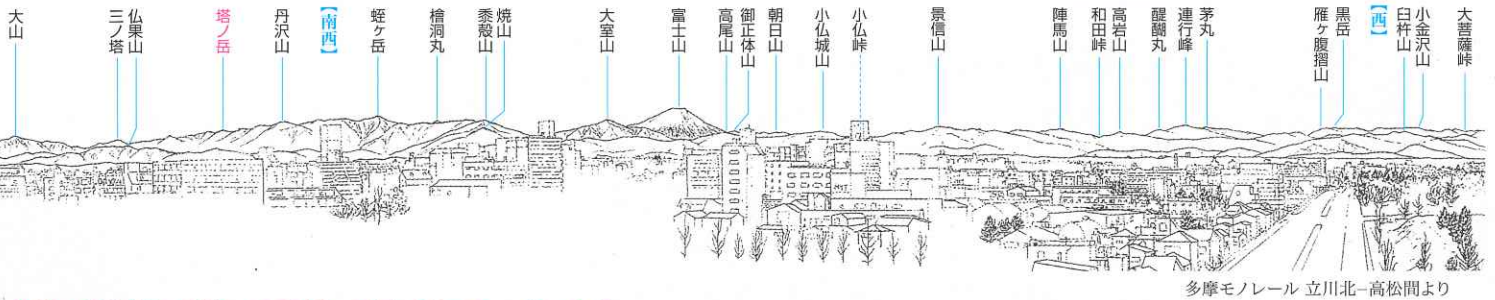 大山
三ノ塔
仏果山
塔ノ岳
丹沢山
【南西】
蛭ヶ岳
檜洞丸
黍殻山
焼山
大室山
富士山
高尾山
御正体山
朝日山
小仏城山
小仏峠
景信山
陣馬山
和田峠
高岩山
醍醐丸
連行峰
茅丸
雁ヶ腹摺山
黒岳
【西】
臼杵山
小金沢山
大菩薩峠
多摩モノレール 立川北–高松間より